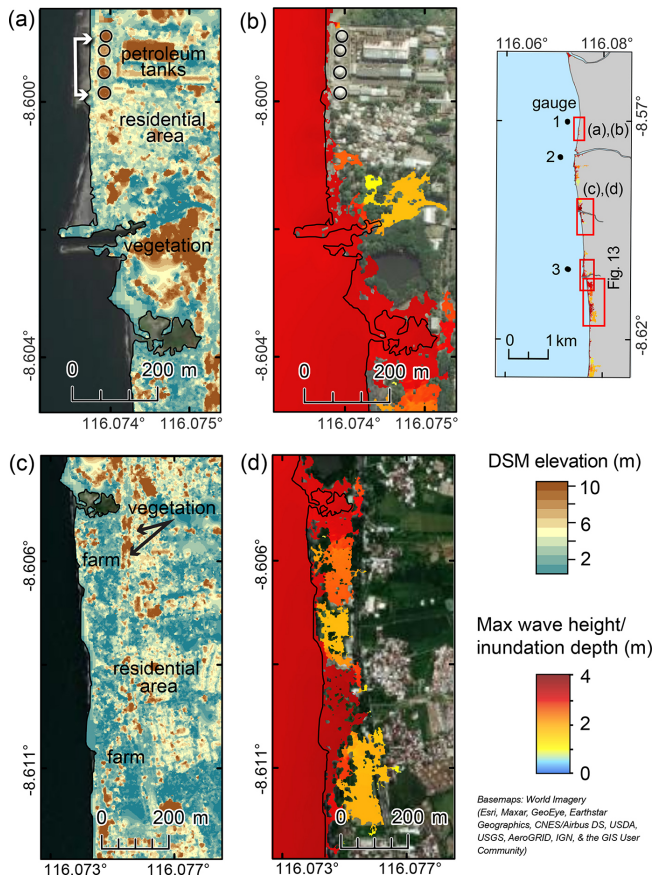 (a)
petroleum
tanks
residential
area
vegetation
-8.600°
-8.604°
0
200 m
116.074°
116.075°
(b)
-8.600°
-8.604°
0
200 m
116.074°
116.075°
116.06°
116.08°
gauge
1
2
3
(a),(b)
(c),(d)
Fig. 13
-8.57°
-8.62°
0
1 km
(c)
vegetation
farm
residential
area
farm
-8.606°
-8.611°
0
200 m
116.073°
116.077°
(d)
-8.606°
-8.611°
0
200 m
116.073°
116.077°
DSM elevation (m)
10
6
2
Max wave height/
inundation depth (m)
4
2
0
Basemaps: World Imagery
(Esri, Maxar, GeoEye, Earthstar
Geographics, CNES/Airbus DS, USDA,
USGS, AeroGRID, IGN, & the GIS User
Community)